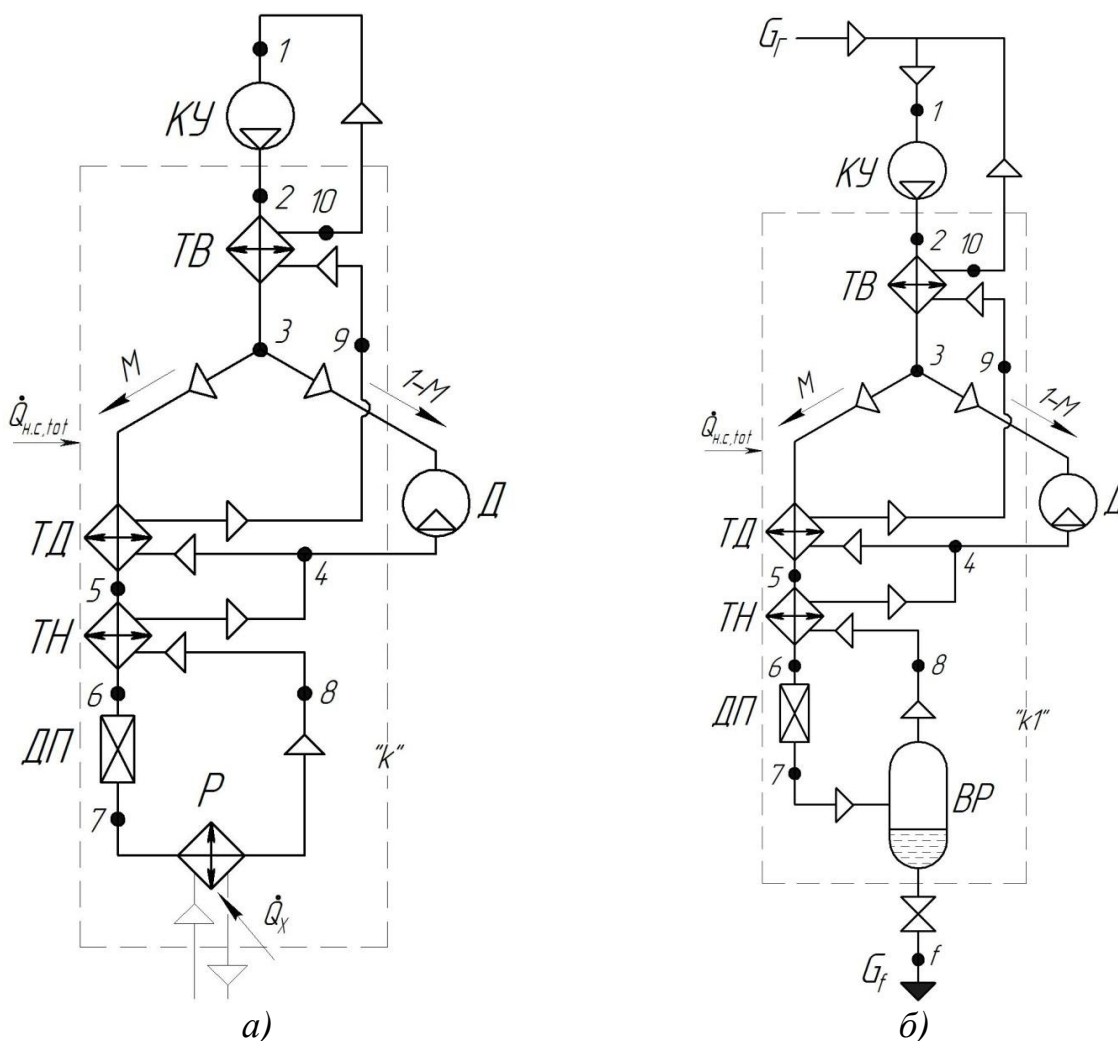 1
КУ
2
10
ТВ
3
9
М
1-М
Q̇н.с,tot
Д
ТД
4
5
ТН
6
8
ДП
"k"
Р
7
Q̇х
а)
Gг
1
КУ
2
10
ТВ
3
9
М
1-М
Q̇н.с,tot
Д
ТД
4
5
ТН
6
8
ДП
"k1"
7
ВР
f
Gf
б)